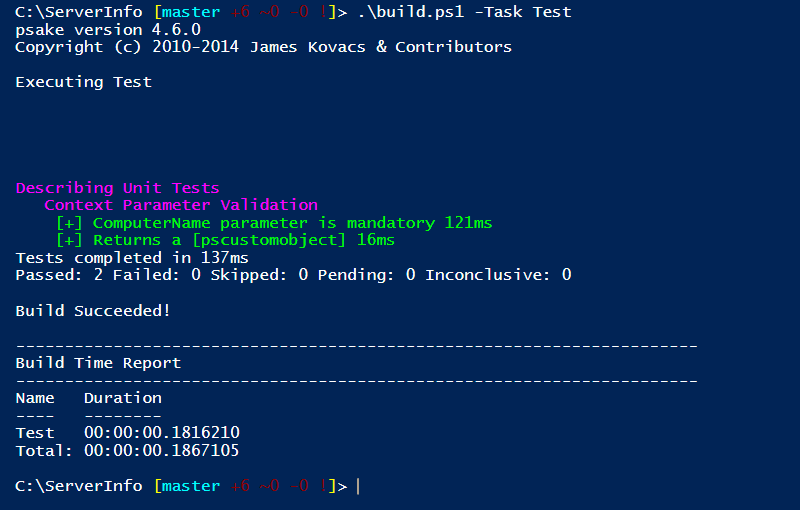 C:\ServerInfo [master +6 ~0 -0 !]> .\build.ps1 -Task Test
psake version 4.6.0
Copyright (c) 2010-2014 James Kovacs & Contributors
Executing Test
Describing Unit Tests
Context Parameter Validation
[+] ComputerName parameter is mandatory 121ms
[+] Returns a [pscustomobject] 16ms
Tests completed in 137ms
Passed: 2 Failed: 0 Skipped: 0 Pending: 0 Inconclusive: 0
Build Succeeded!
----------------------------------------------------------------------
Build Time Report
----------------------------------------------------------------------
Name   Duration
----   --------
Test   00:00:00.1816210
Total: 00:00:00.1867105
C:\ServerInfo [master +6 ~0 -0 !]>